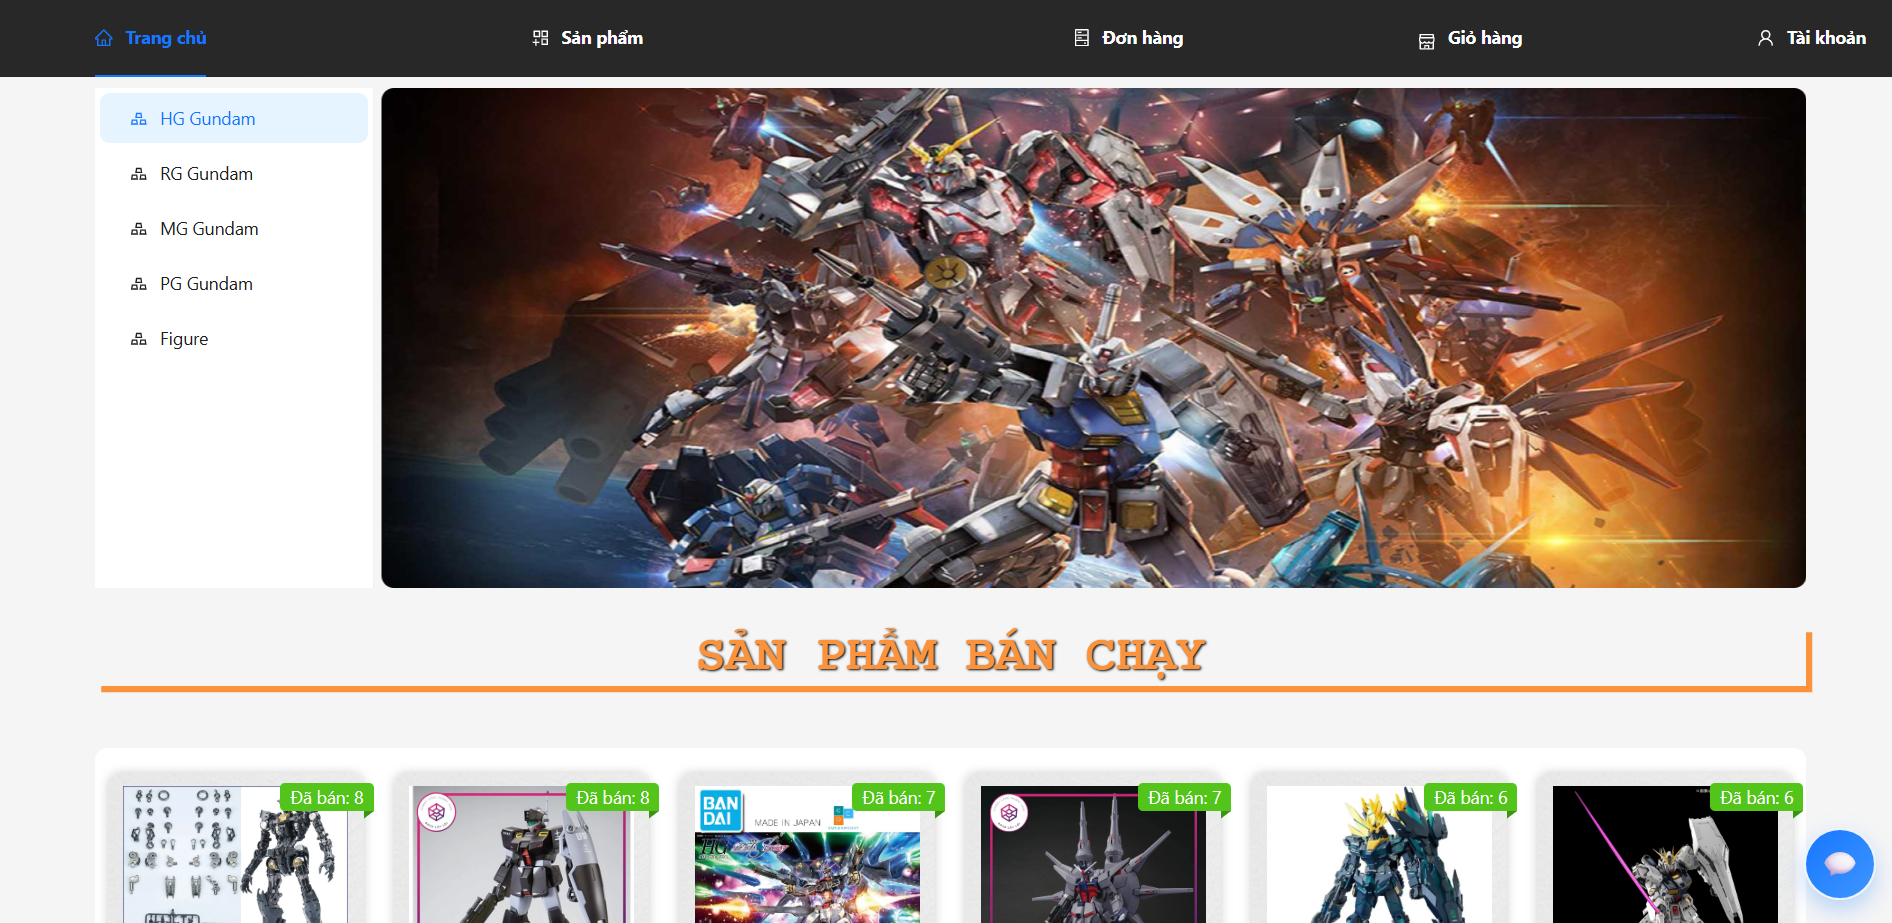 Trang chủ
Sản phẩm
Đơn hàng
Giỏ hàng
Tài khoản
HG Gundam
RG Gundam
MG Gundam
PG Gundam
Figure
SẢN PHẨM BÁN CHẠY
Đã bán: 8
Đã bán: 8
Đã bán: 7
Đã bán: 7
Đã bán: 6
Đã bán: 6
BAN
DAI
MADE IN JAPAN
HG